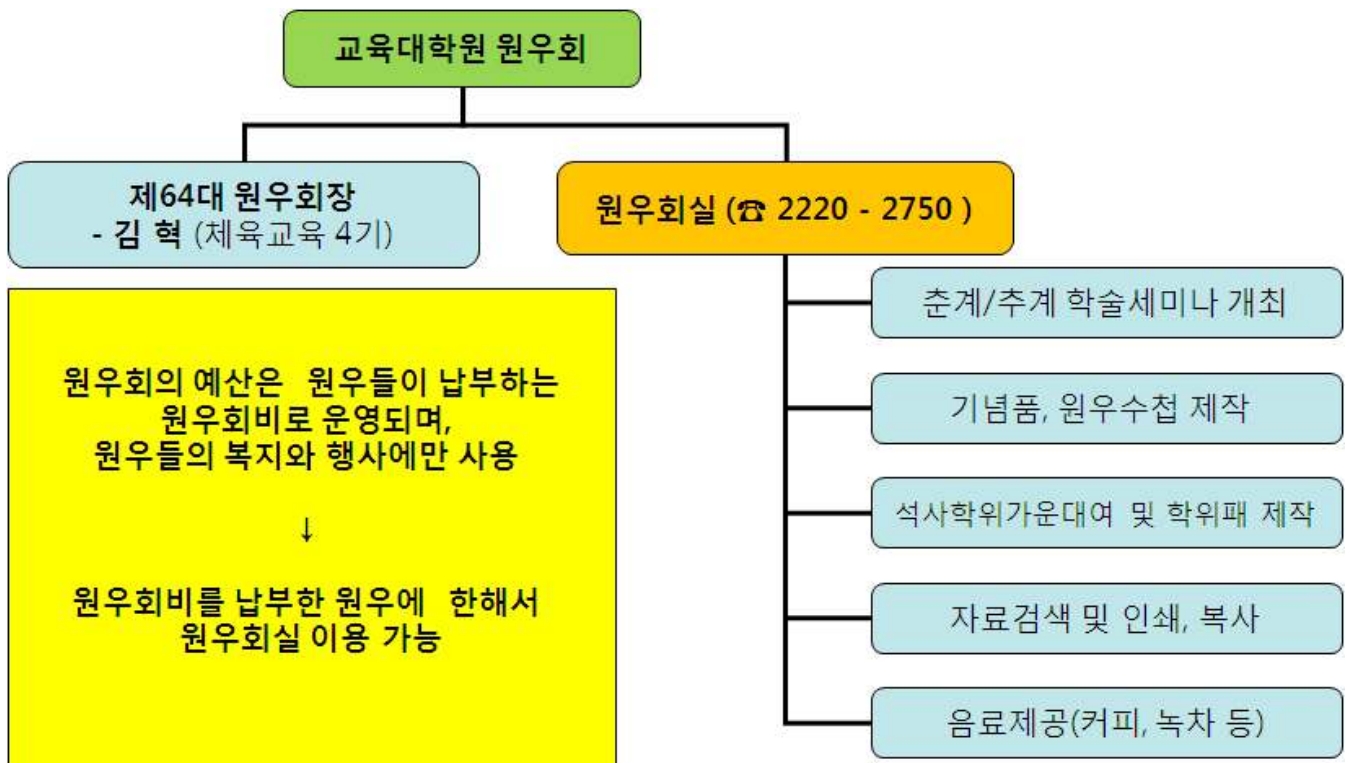 교육대학원 원우회
제64대 원우회장
- 김 혁 (체육교육 4기)
원우회실 (☎ 2220 - 2750 )
원우회의 예산은 원우들이 납부하는
원우회비로 운영되며,
원우들의 복지와 행사에만 사용
↓
원우회비를 납부한 원우에 한해서
원우회실 이용 가능
춘계/추계 학술세미나 개최
기념품, 원우수첩 제작
석사학위가운대여 및 학위패 제작
자료검색 및 인쇄, 복사
음료제공(커피, 녹차 등)